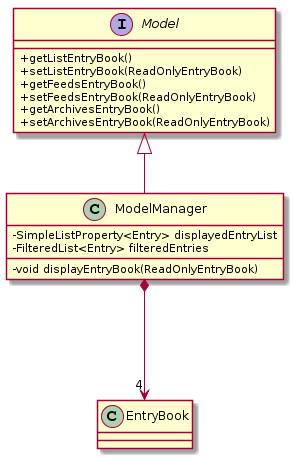 I Model
+getListEntryBook()
+setListEntryBook(ReadOnlyEntryBook)
+getFeedsEntryBook()
+setFeedsEntryBook(ReadOnlyEntryBook)
+getArchivesEntryBook()
+setArchivesEntryBook(ReadOnlyEntryBook)
C ModelManager
-SimpleListProperty<Entry> displayedEntryList
-FilteredList<Entry> filteredEntries
-void displayEntryBook(ReadOnlyEntryBook)
4
C EntryBook